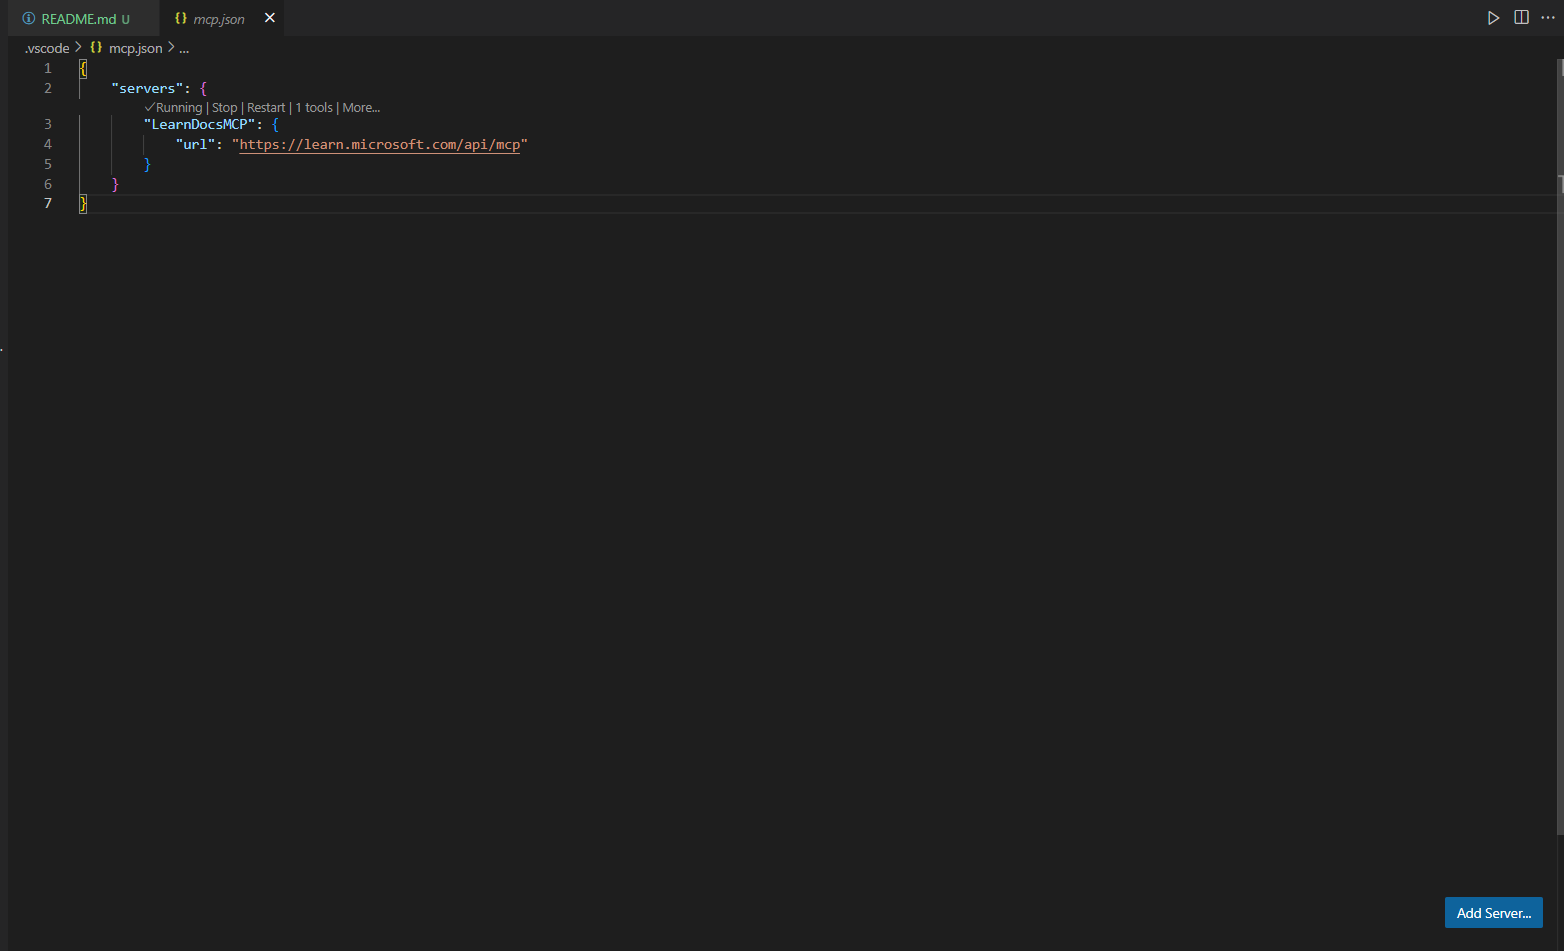 README.md U {} mcp.json
.vscode > {} mcp.json > ...
1 {
2 "servers": {
✓Running | Stop | Restart | 1 tools | More...
3 "LearnDocsMCP": {
4 "url": "https://learn.microsoft.com/api/mcp"
5 }
6 }
7 }
Add Server...